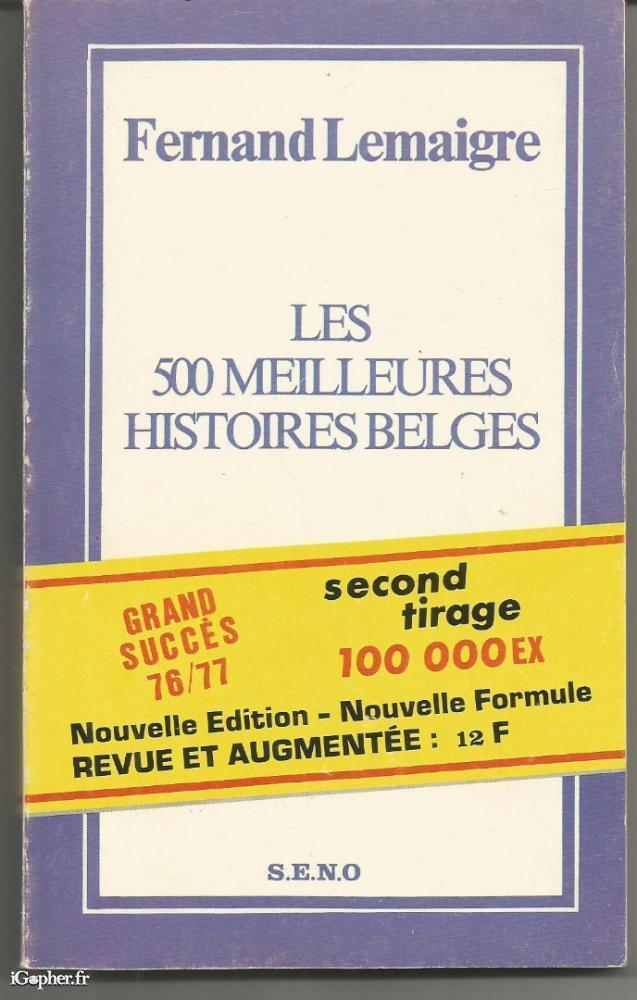 Fernand Lemaigre
LES
500 MEILLEURES
HISTOIRES BELGES
GRAND
SUCCÈS
76/77
second
tirage
100 000 EX
Nouvelle Edition - Nouvelle Formule
REVUE ET AUGMENTÉE : 12 F
S.E.N.O
iGopher.fr